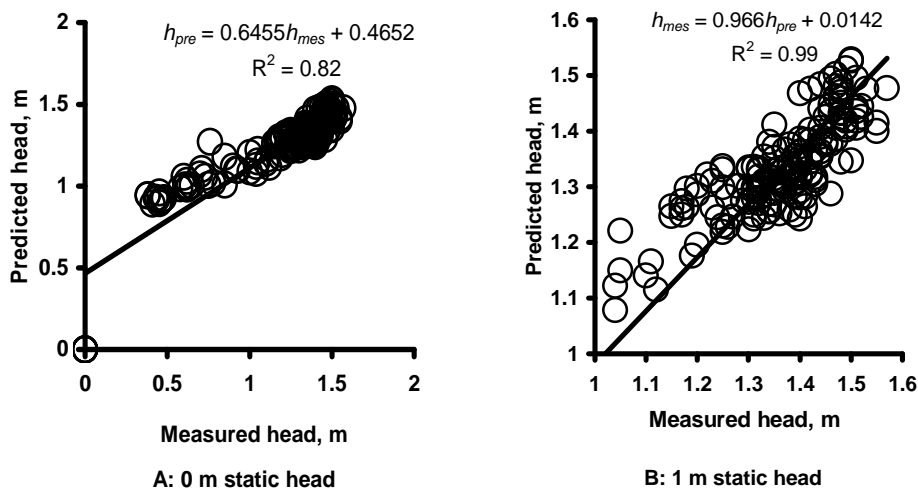 h_pre = 0.6455h_mes + 0.4652
R² = 0.82
Predicted head, m
2
1.5
1
0.5
0
0 0.5 1 1.5 2
Measured head, m
A: 0 m static head
h_mes = 0.966h_pre + 0.0142
R² = 0.99
Predicted head, m
1.6
1.5
1.4
1.3
1.2
1.1
1
1 1.1 1.2 1.3 1.4 1.5 1.6
Measured head, m
B: 1 m static head